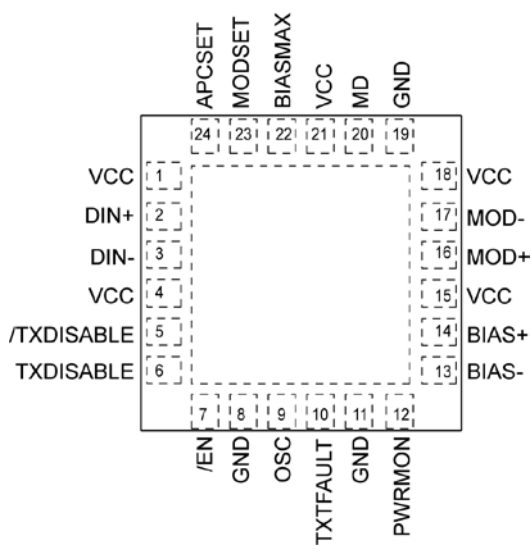 APCSET
MODSET
BIASMAX
VCC
MD
GND
24
23
22
21
20
19
VCC 1
DIN+ 2
DIN- 3
VCC 4
/TXDISABLE 5
TXDISABLE 6
18 VCC
17 MOD-
16 MOD+
15 VCC
14 BIAS+
13 BIAS-
7
8
9
10
11
12
/EN
GND
OSC
TXTFAULT
GND
PWRMON